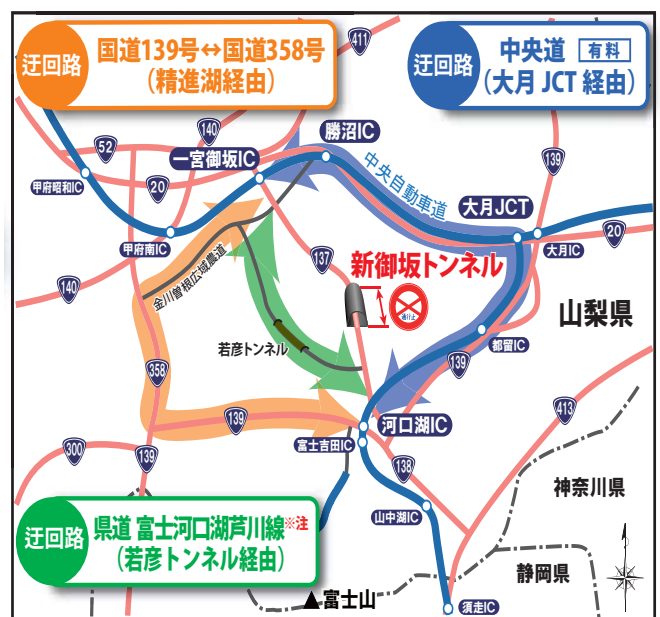 迂回路
国道139号↔国道358号
(精進湖経由)
迂回路
中央道 有料
(大月JCT経由)
411
140
52
勝沼IC
一宮御坂IC
中央自動車道
139
甲府昭和IC
20
大月JCT
甲府南IC
大月IC
20
137
新御坂トンネル
通行止
140
金川曽根広域農道
山梨県
若彦トンネル
都留IC
139
358
413
139
河口湖IC
富士吉田IC
300
139
138
神奈川県
山中湖IC
迂回路
県道 富士河口湖芦川線※注
(若彦トンネル経由)
静岡県
▲富士山
須走IC